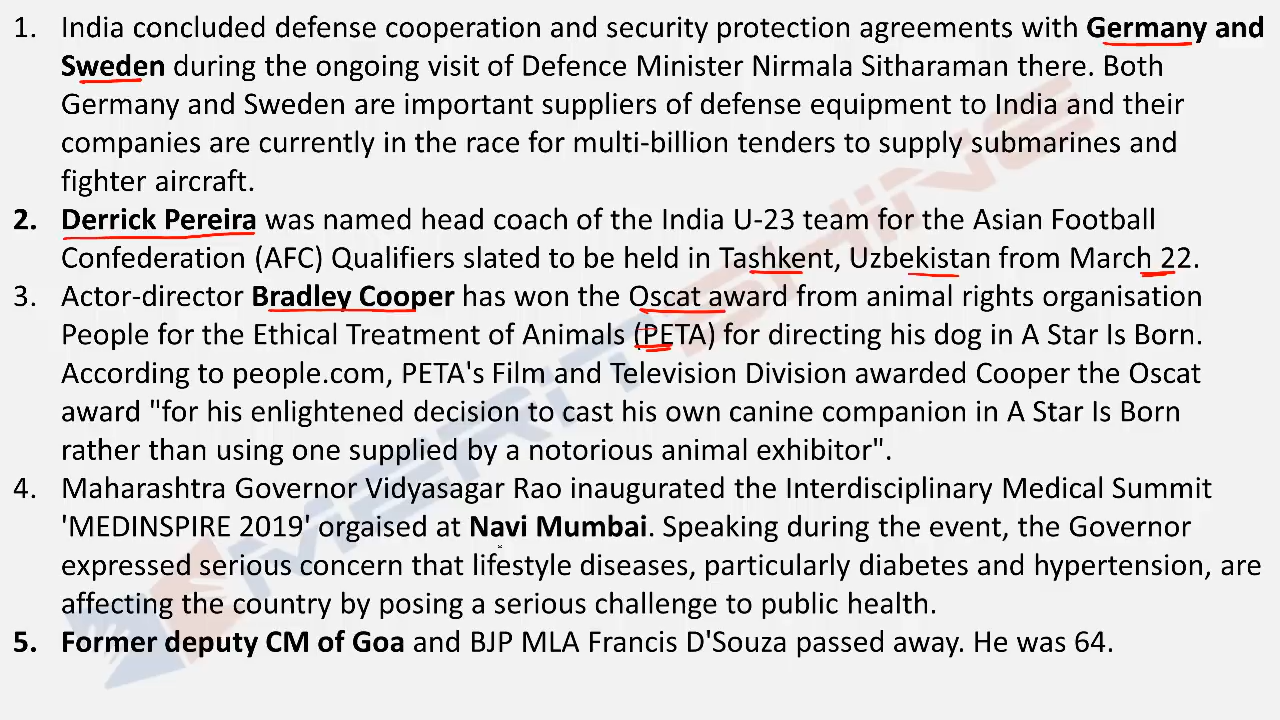 1. India concluded defense cooperation and security protection agreements with Germany and
Sweden during the ongoing visit of Defence Minister Nirmala Sitharaman there. Both
Germany and Sweden are important suppliers of defense equipment to India and their
companies are currently in the race for multi-billion tenders to supply submarines and
fighter aircraft.
2. Derrick Pereira was named head coach of the India U-23 team for the Asian Football
Confederation (AFC) Qualifiers slated to be held in Tashkent, Uzbekistan from March 22.
3. Actor-director Bradley Cooper has won the Oscat award from animal rights organisation
People for the Ethical Treatment of Animals (PETA) for directing his dog in A Star Is Born.
According to people.com, PETA's Film and Television Division awarded Cooper the Oscat
award "for his enlightened decision to cast his own canine companion in A Star Is Born
rather than using one supplied by a notorious animal exhibitor".
4. Maharashtra Governor Vidyasagar Rao inaugurated the Interdisciplinary Medical Summit
'MEDINSPIRE 2019' orgaised at Navi Mumbai. Speaking during the event, the Governor
expressed serious concern that lifestyle diseases, particularly diabetes and hypertension, are
affecting the country by posing a serious challenge to public health.
5. Former deputy CM of Goa and BJP MLA Francis D'Souza passed away. He was 64.
MERIT SHINE